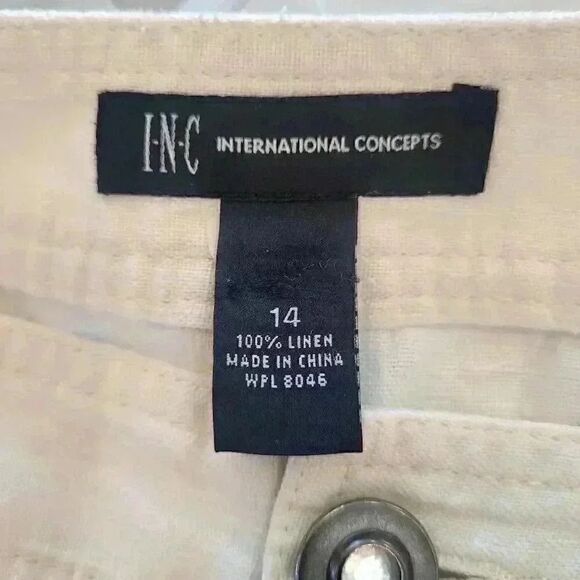 I·N·C INTERNATIONAL CONCEPTS
14
100% LINEN
MADE IN CHINA
WPL 8046